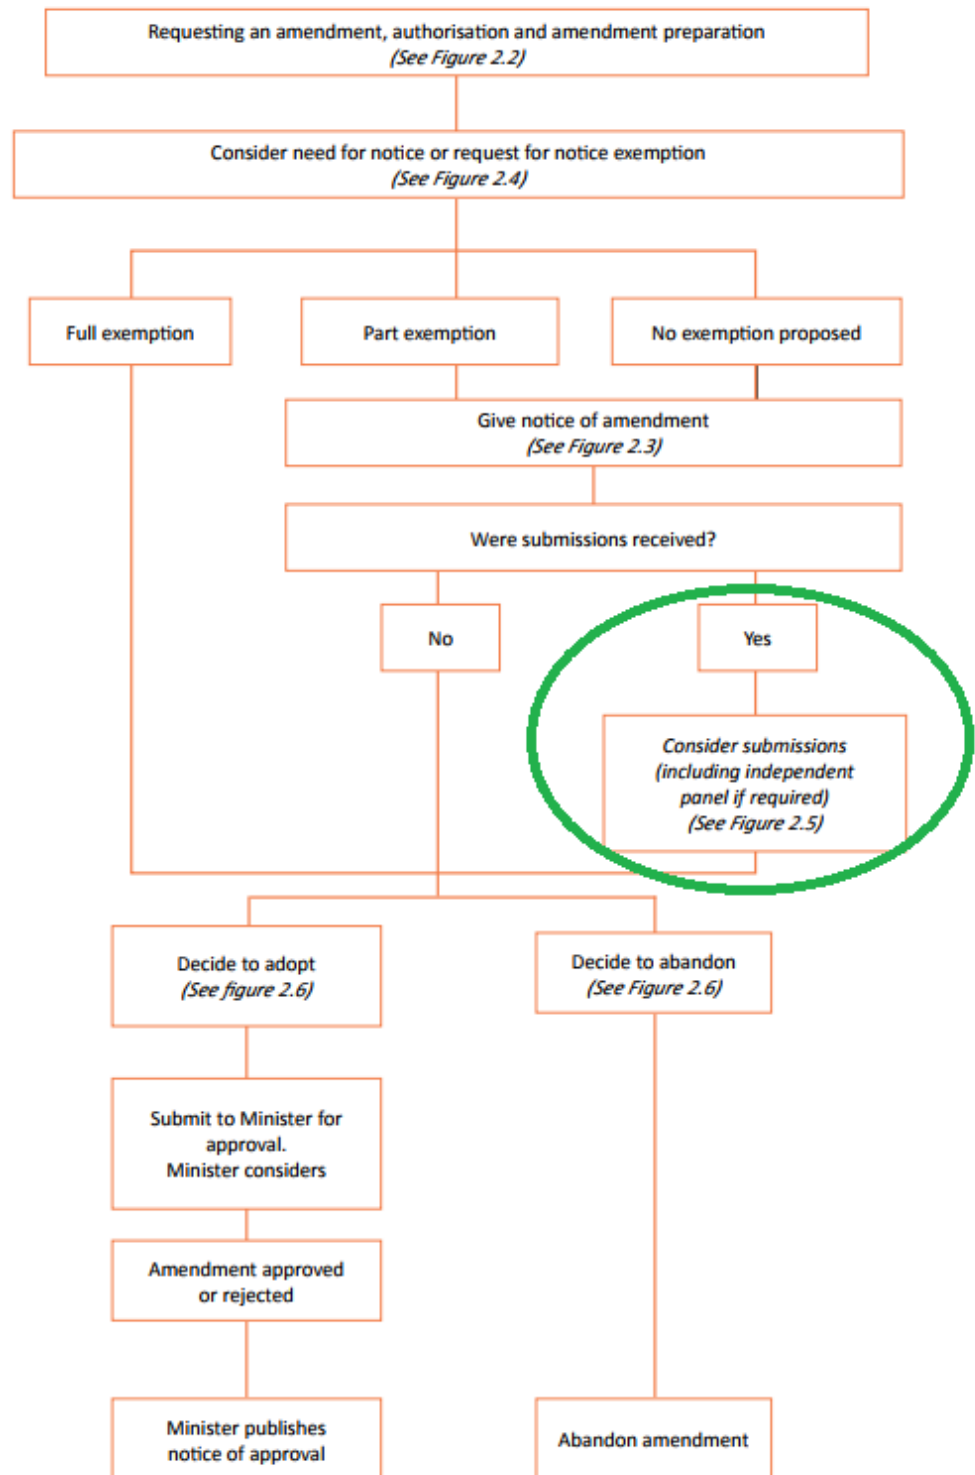 Requesting an amendment, authorisation and amendment preparation
(See Figure 2.2)
Consider need for notice or request for notice exemption
(See Figure 2.4)
Full exemption
Part exemption
No exemption proposed
Give notice of amendment
(See Figure 2.3)
Were submissions received?
No
Yes
Consider submissions
(including independent
panel if required)
(See Figure 2.5)
Decide to adopt
(See figure 2.6)
Decide to abandon
(See Figure 2.6)
Submit to Minister for
approval.
Minister considers
Amendment approved
or rejected
Minister publishes
notice of approval
Abandon amendment